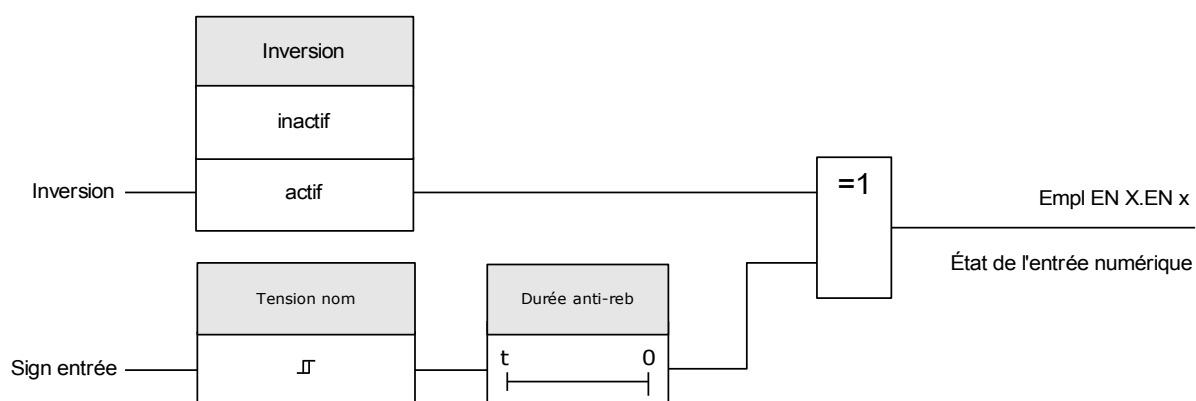 Inversion
inactif
Inversion
actif
=1
Empl EN X.EN x
État de l'entrée numérique
Tension nom
Durée anti-reb
Sign entrée
t
0